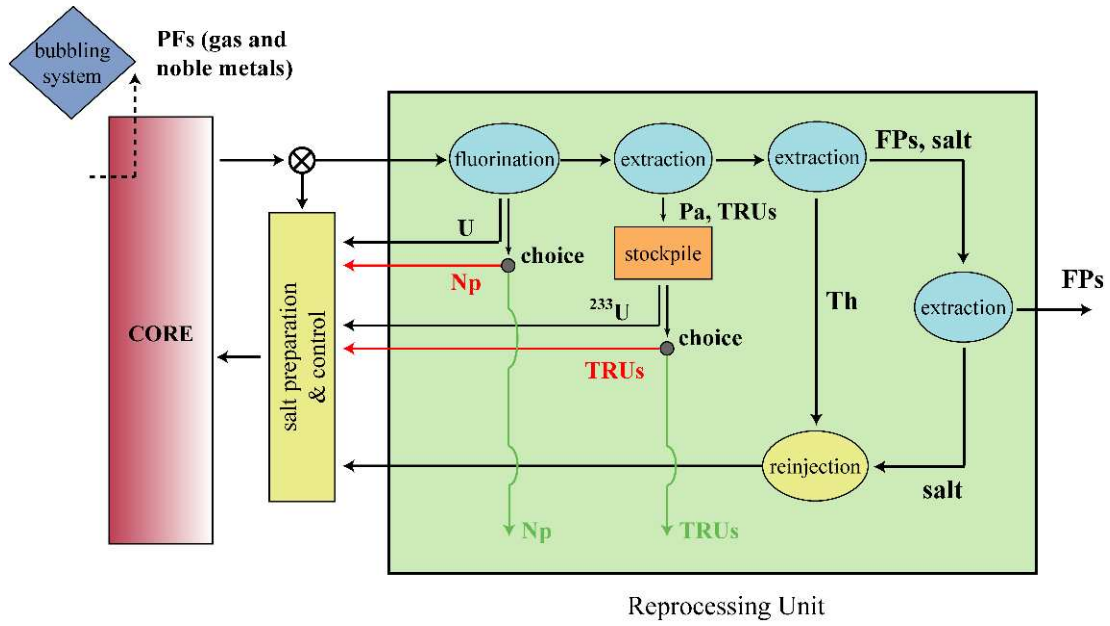 bubbling
system
PFs (gas and
noble metals)
CORE
salt preparation
& control
fluorination
extraction
extraction
FPs, salt
U
choice
Np
Pa, TRUs
stockpile
233U
choice
TRUs
Th
extraction
FPs
reinjection
salt
Np
TRUs
Reprocessing Unit